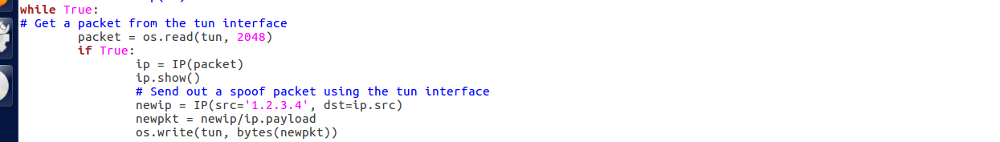 while True:
# Get a packet from the tun interface
        packet = os.read(tun, 2048)
        if True:
                ip = IP(packet)
                ip.show()
                # Send out a spoof packet using the tun interface
                newip = IP(src='1.2.3.4', dst=ip.src)
                newpkt = newip/ip.payload
                os.write(tun, bytes(newpkt))